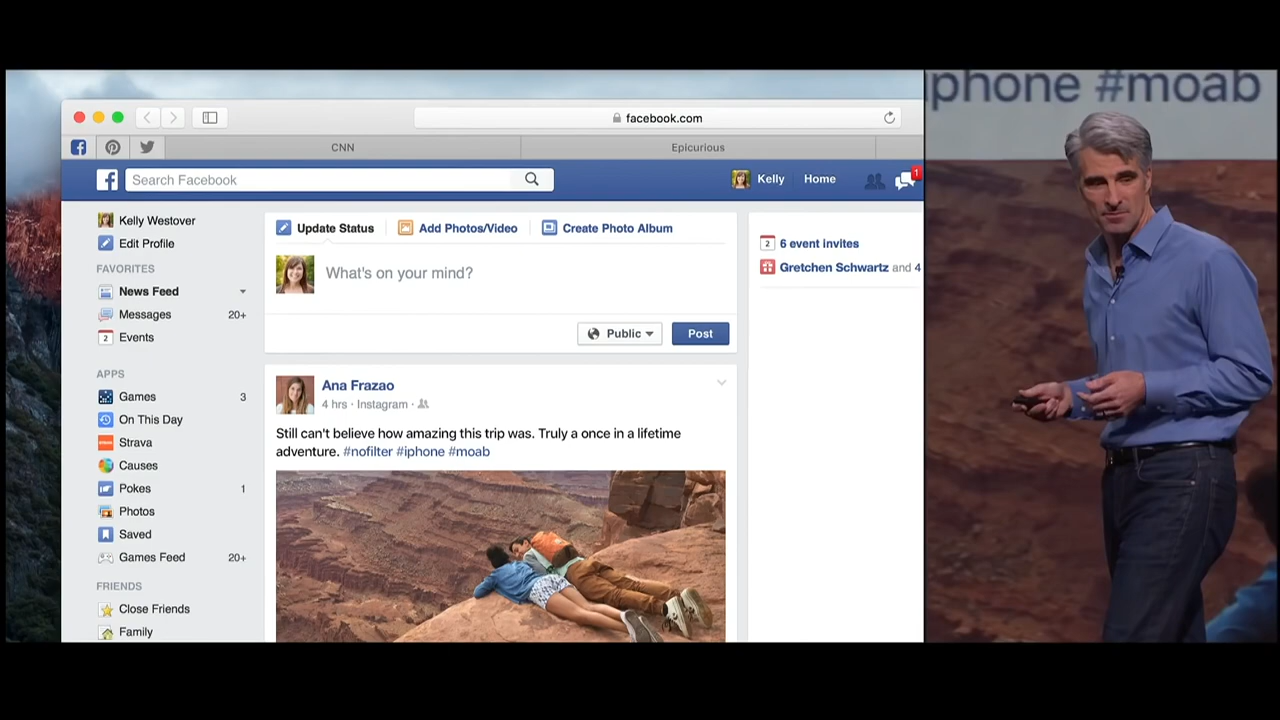 facebook.com
CNN
Epicurious
Search Facebook
Kelly
Home
1
Kelly Westover
Edit Profile
FAVORITES
News Feed
Messages 20+
2 Events
APPS
Games 3
On This Day
Strava
Causes
Pokes 1
Photos
Saved
Games Feed 20+
FRIENDS
Close Friends
Family
Update Status
Add Photos/Video
Create Photo Album
What's on your mind?
Public
Post
Ana Frazao
4 hrs · Instagram ·
Still can't believe how amazing this trip was. Truly a once in a lifetime
adventure. #nofilter #iphone #moab
2 6 event invites
Gretchen Schwartz and 4
iphone #moab